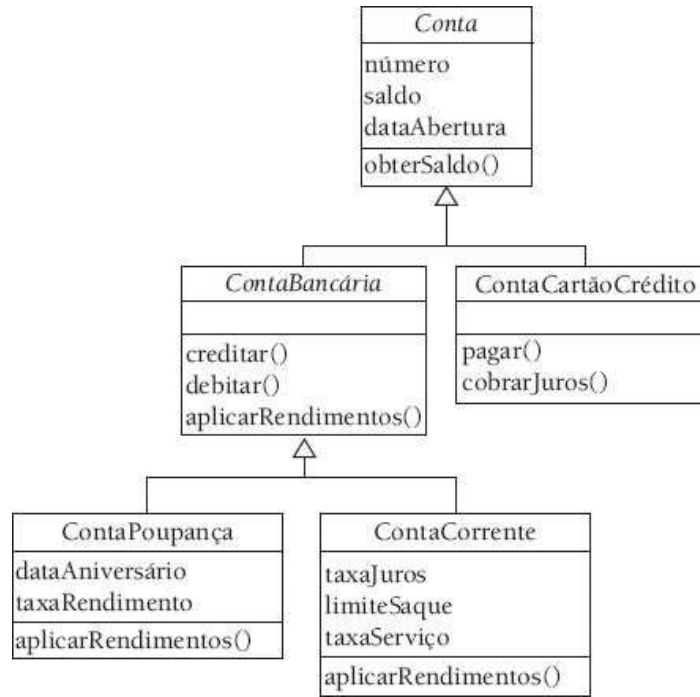 Conta
número
saldo
dataAbertura
obterSaldo()
ContaBancária
creditar()
debitar()
aplicarRendimentos()
ContaCartãoCrédito
pagar()
cobrarJuros()
ContaPoupança
dataAniversário
taxaRendimento
aplicarRendimentos()
ContaCorrente
taxaJuros
limiteSaque
taxaServiço
aplicarRendimentos()